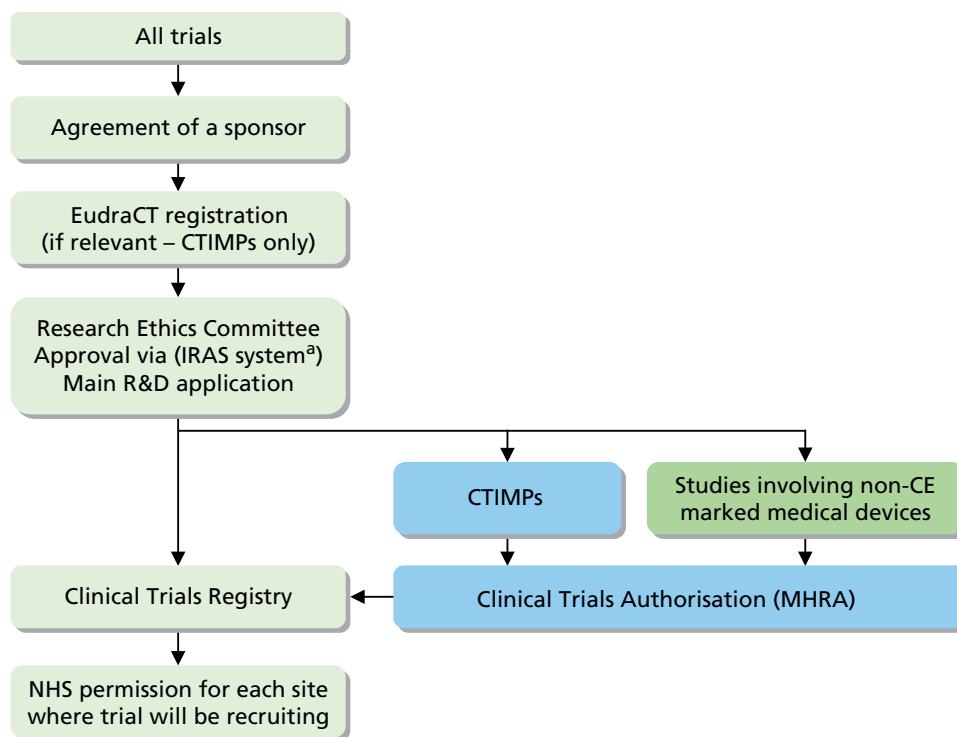 All trials
Agreement of a sponsor
EudraCT registration
(if relevant – CTIMPs only)
Research Ethics Committee
Approval via (IRAS systemᵃ)
Main R&D application
CTIMPs
Studies involving non-CE
marked medical devices
Clinical Trials Registry
Clinical Trials Authorisation (MHRA)
NHS permission for each site
where trial will be recruiting